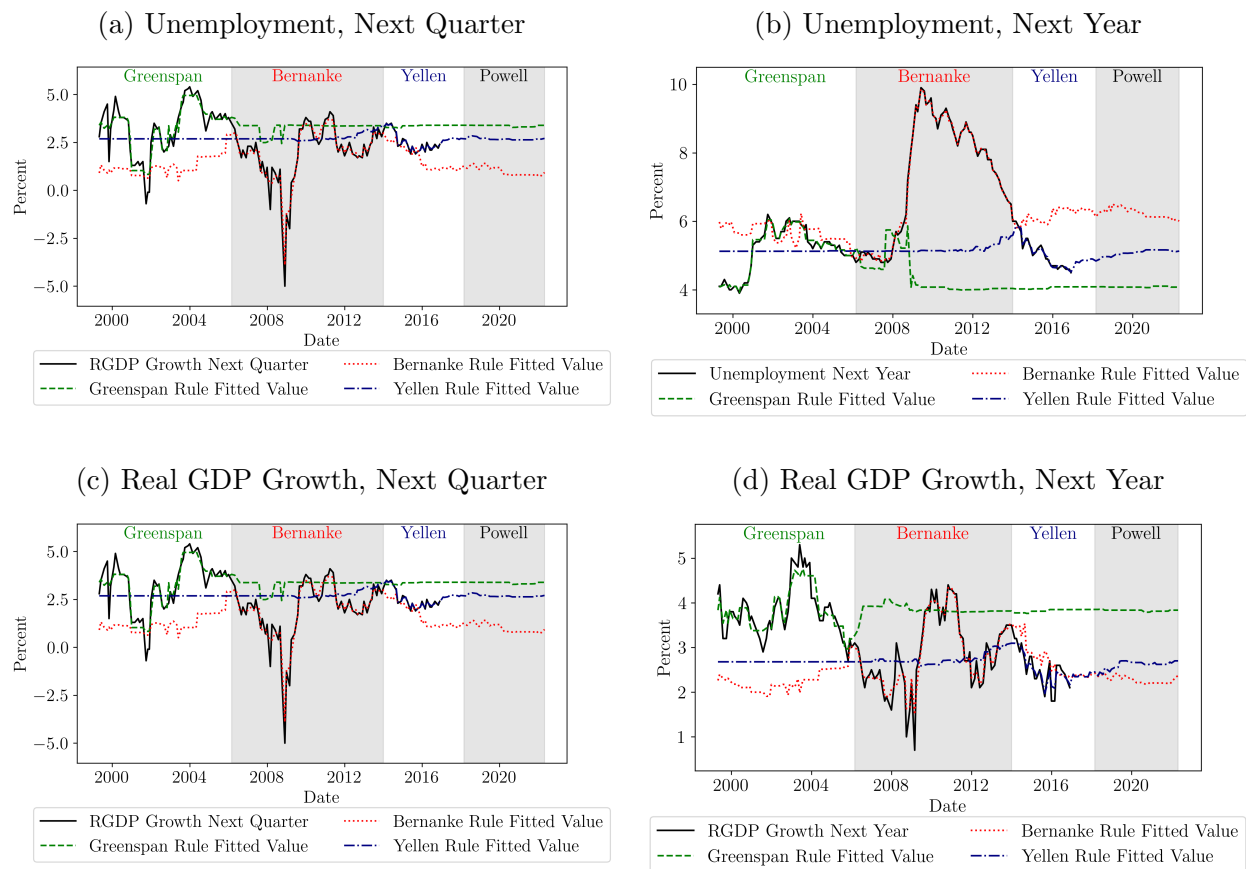 (a) Unemployment, Next Quarter
Greenspan Bernanke Yellen Powell
5.0
2.5
0.0
−2.5
−5.0
Percent
2000 2004 2008 2012 2016 2020
Date
RGDP Growth Next Quarter
Greenspan Rule Fitted Value
Bernanke Rule Fitted Value
Yellen Rule Fitted Value
(b) Unemployment, Next Year
Greenspan Bernanke Yellen Powell
10
8
6
4
Percent
2000 2004 2008 2012 2016 2020
Date
Unemployment Next Year
Greenspan Rule Fitted Value
Bernanke Rule Fitted Value
Yellen Rule Fitted Value
(c) Real GDP Growth, Next Quarter
Greenspan Bernanke Yellen Powell
5.0
2.5
0.0
−2.5
−5.0
Percent
2000 2004 2008 2012 2016 2020
Date
RGDP Growth Next Quarter
Greenspan Rule Fitted Value
Bernanke Rule Fitted Value
Yellen Rule Fitted Value
(d) Real GDP Growth, Next Year
Greenspan Bernanke Yellen Powell
5
4
3
2
1
Percent
2000 2004 2008 2012 2016 2020
Date
RGDP Growth Next Year
Greenspan Rule Fitted Value
Bernanke Rule Fitted Value
Yellen Rule Fitted Value